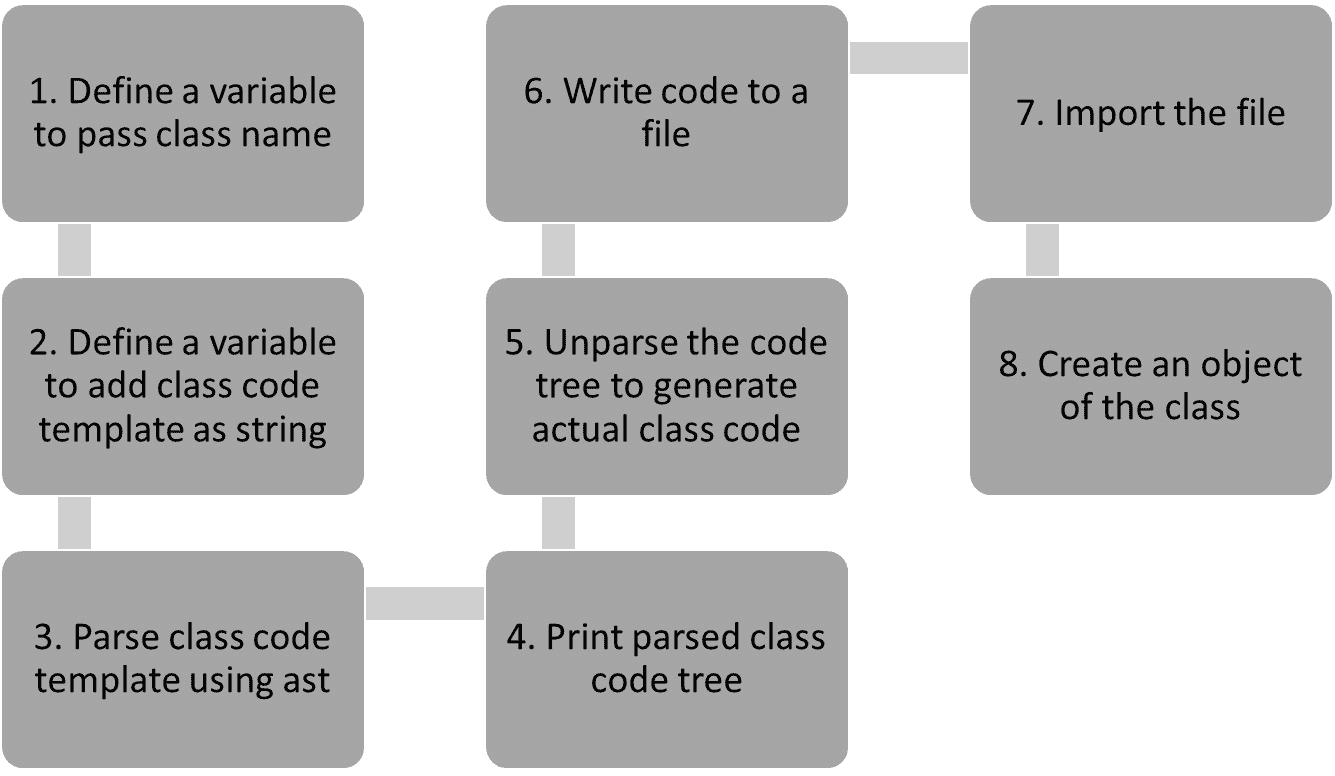 1. Define a variable
to pass class name
2. Define a variable
to add class code
template as string
3. Parse class code
template using ast
4. Print parsed class
code tree
5. Unparse the code
tree to generate
actual class code
6. Write code to a
file
7. Import the file
8. Create an object
of the class